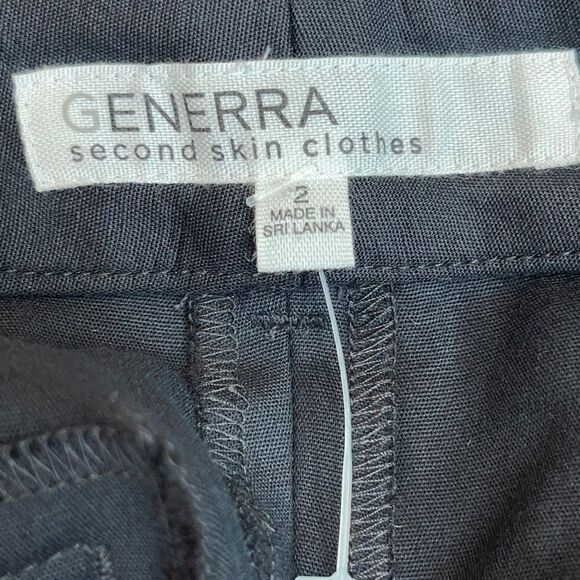 GENERRA
second skin clothes
2
MADE IN
SRI LANKA